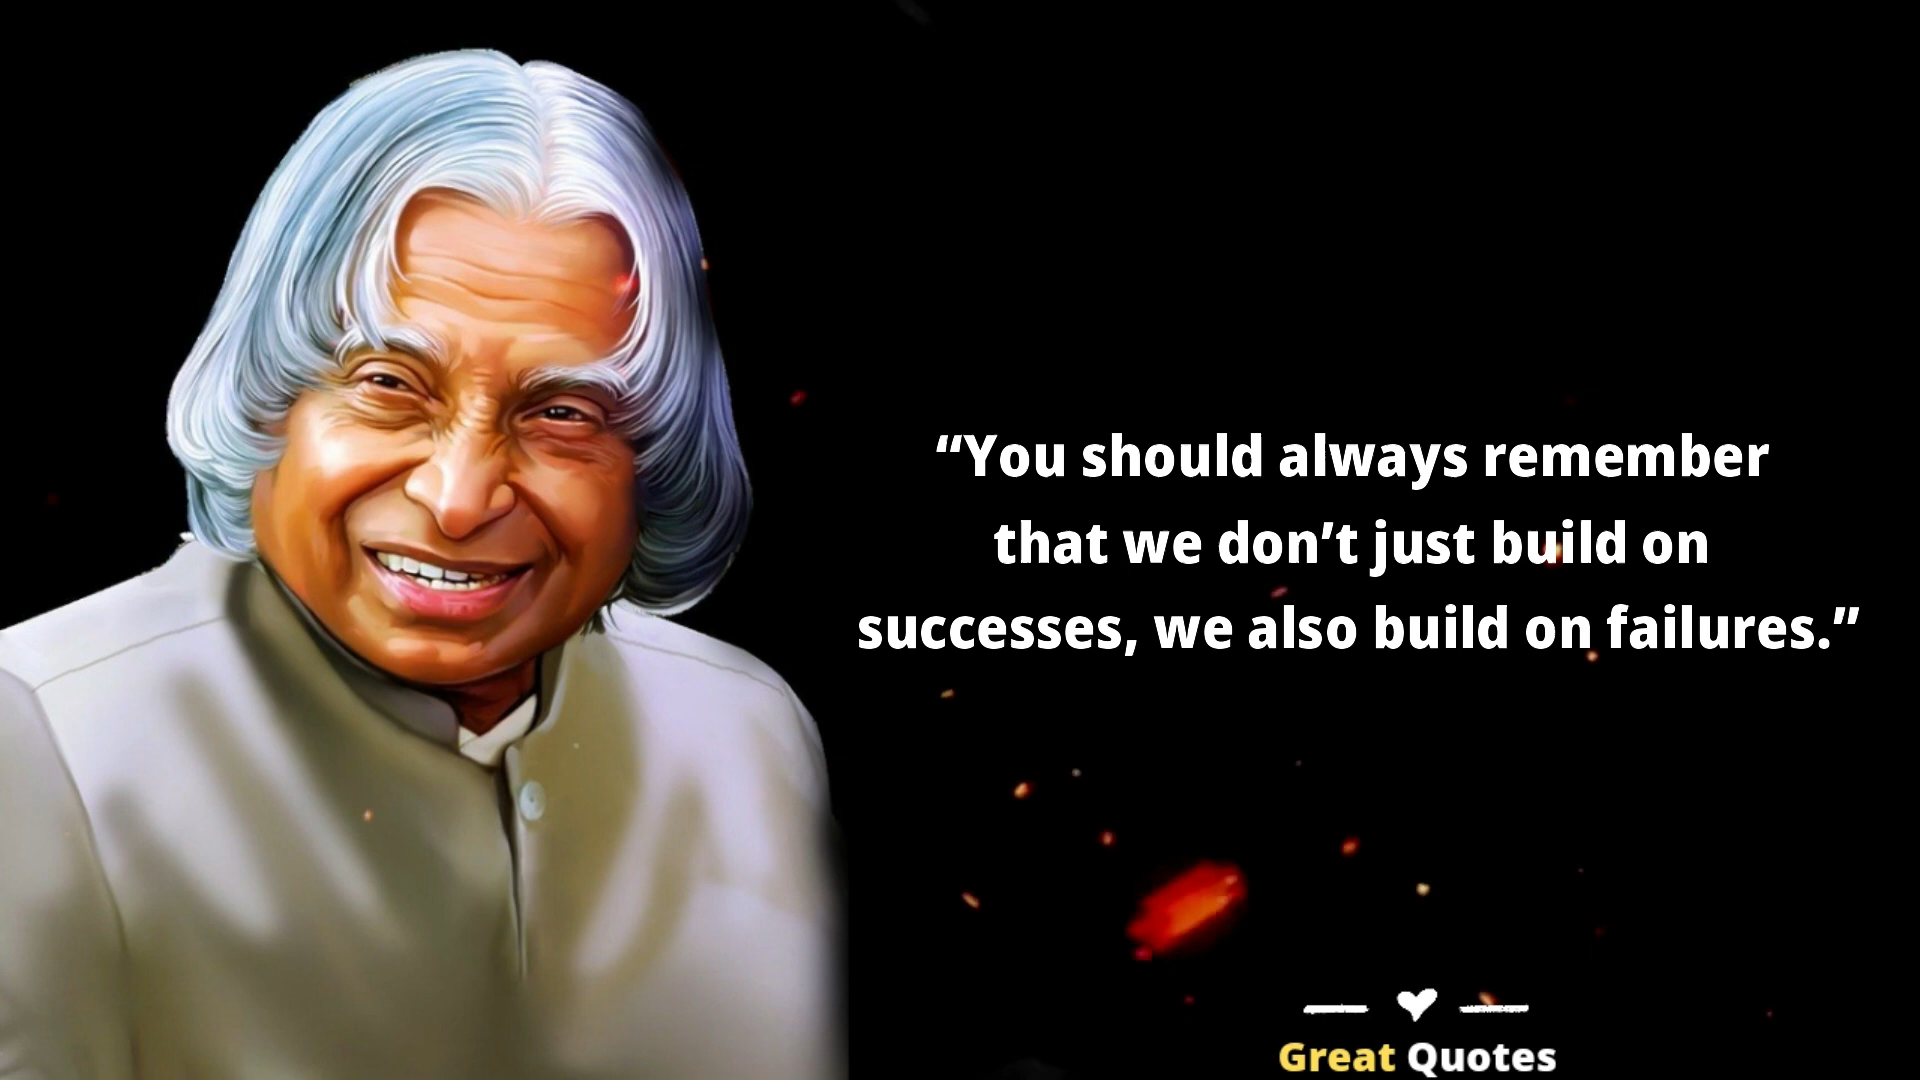 “You should always remember
that we don’t just build on
successes, we also build on failures.”
Great Quotes